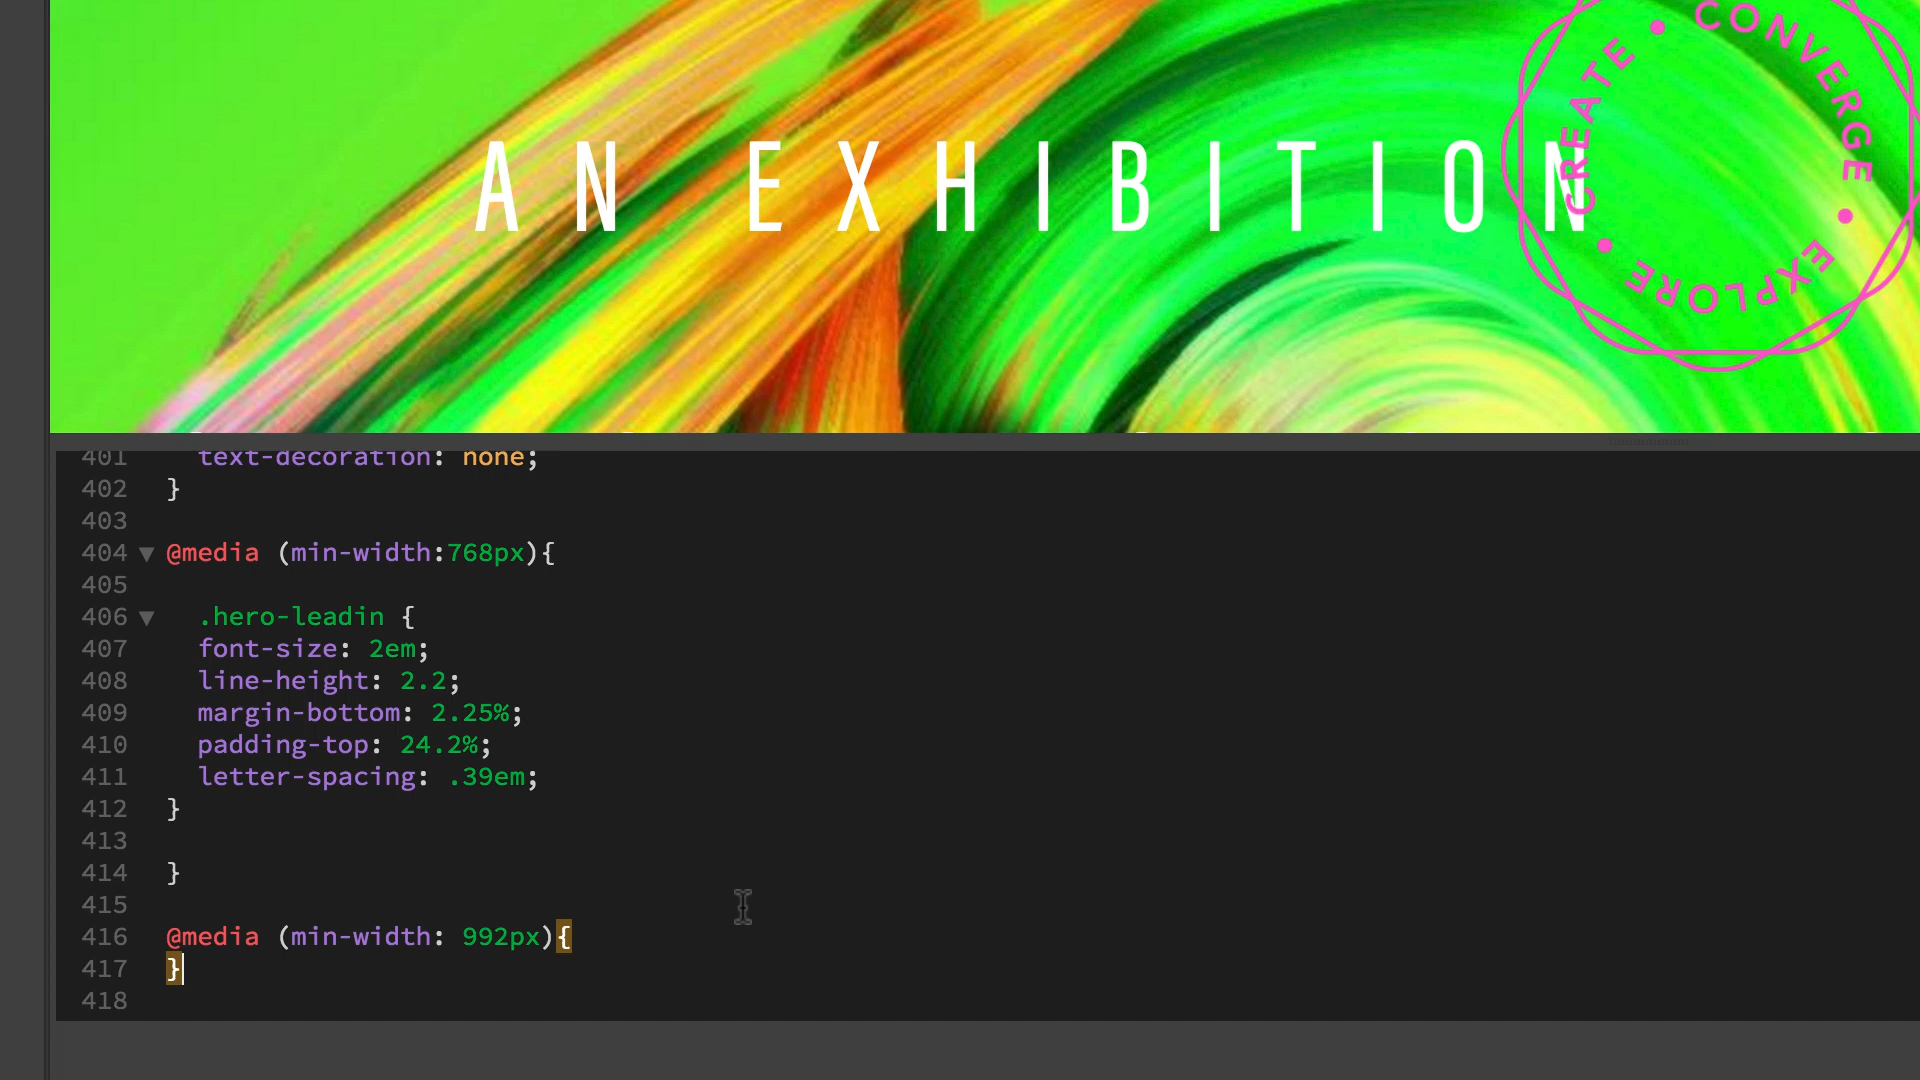 CREATE • CONVERGE • EXPLORE •
AN EXHIBITION
401 text-decoration: none;
402 }
403
404 ▼ @media (min-width:768px){
405
406 ▼ .hero-leadin {
407 font-size: 2em;
408 line-height: 2.2;
409 margin-bottom: 2.25%;
410 padding-top: 24.2%;
411 letter-spacing: .39em;
412 }
413
414 }
415
416 @media (min-width: 992px){
417 }
418